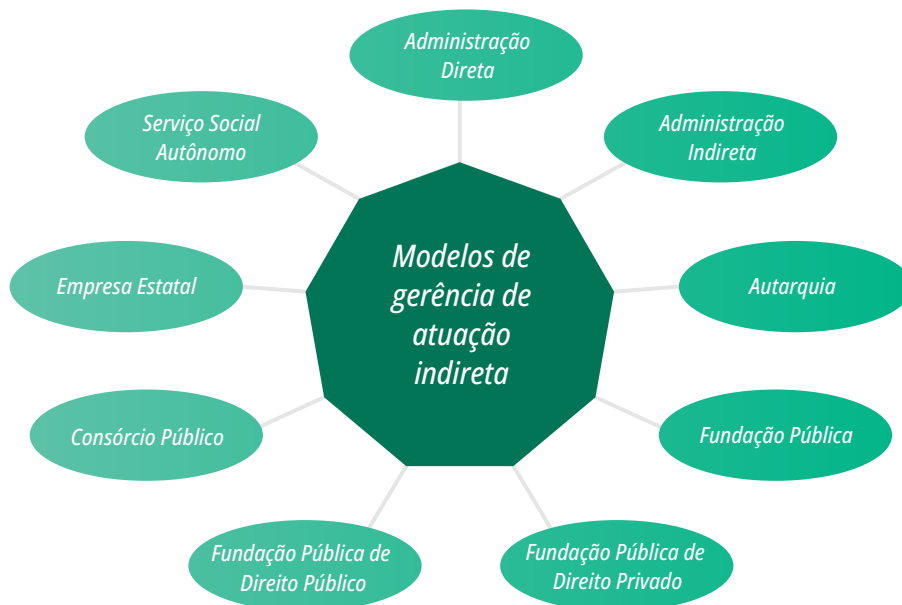 Administração
Direta
Serviço Social
Autônomo
Administração
Indireta
Modelos de
gerência de
atuação
indireta
Empresa Estatal
Autarquia
Consórcio Público
Fundação Pública
Fundação Pública de
Direito Público
Fundação Pública de
Direito Privado